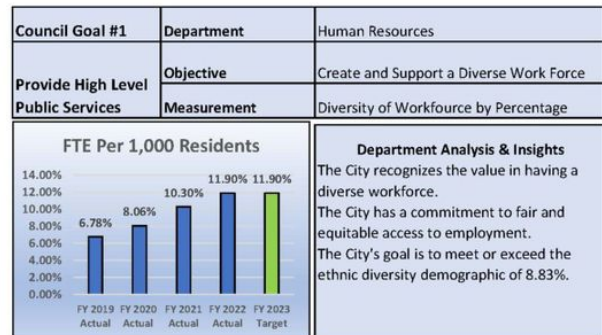 Council Goal #1
Department
Human Resources
Provide High Level
Public Services
Objective
Create and Support a Diverse Work Force
Measurement
Diversity of Workfource by Percentage
FTE Per 1,000 Residents
14.00%
12.00%
10.00%
8.00%
6.00%
4.00%
2.00%
0.00%
6.78%
8.06%
10.30%
11.90%
11.90%
FY 2019 Actual
FY 2020 Actual
FY 2021 Actual
FY 2022 Actual
FY 2023 Target
Department Analysis & Insights
The City recognizes the value in having a
diverse workforce.
The City has a commitment to fair and
equitable access to employment.
The City's goal is to meet or exceed the
ethnic diversity demographic of 8.83%.